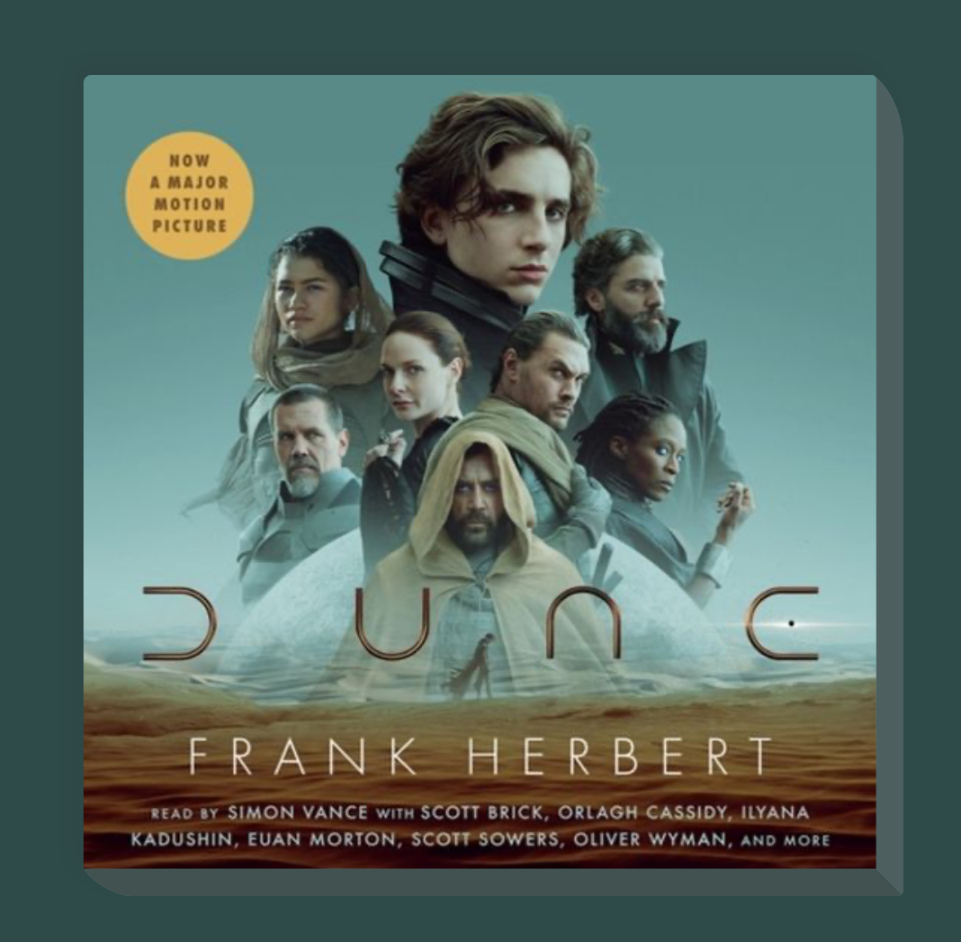 NOW
A MAJOR
MOTION
PICTURE
DUNE
FRANK HERBERT
READ BY SIMON VANCE WITH SCOTT BRICK, ORLAGH CASSIDY, ILYANA
KADUSHIN, EUAN MORTON, SCOTT SOWERS, OLIVER WYMAN, AND MORE